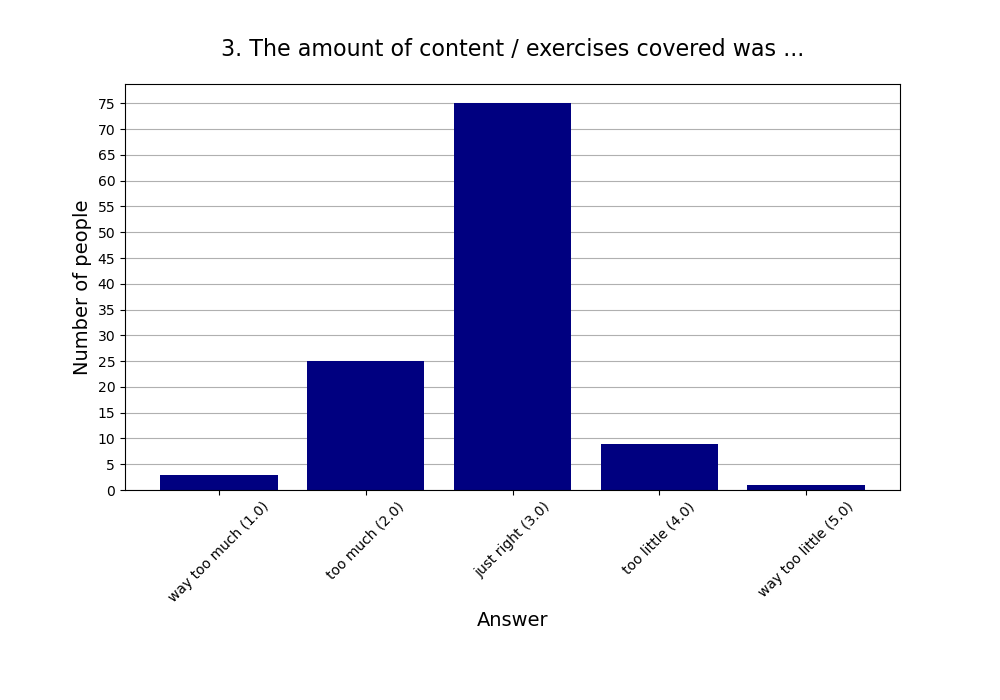 3. The amount of content / exercises covered was ...
Number of people
75
70
65
60
55
50
45
40
35
30
25
20
15
10
5
0
way too much (1.0)
too much (2.0)
just right (3.0)
too little (4.0)
way too little (5.0)
Answer